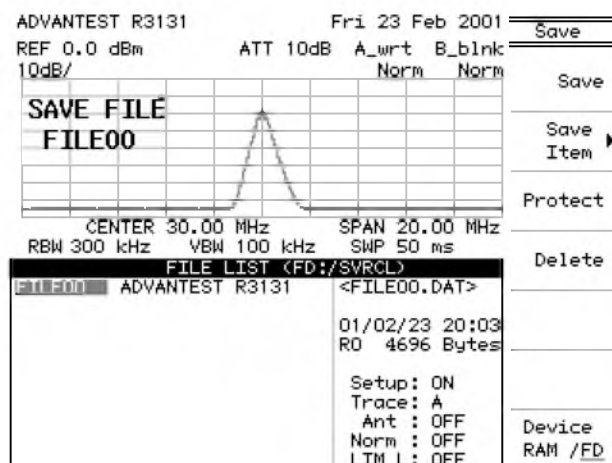 ADVANTEST R3131 Fri 23 Feb 2001
REF 0.0 dBm ATT 10dB A_wrt B_blnk
10dB/ Norm Norm
SAVE FILE
FILE00
CENTER 30.00 MHz SPAN 20.00 MHz
RBW 300 kHz VBW 100 kHz SWP 50 ms
FILE LIST (FD:/SVRCL)
FILE00 ADVANTEST R3131
<FILE00.DAT>
01/02/23 20:03
RO 4696 Bytes
Setup: ON
Trace: A
Ant : OFF
Norm : OFF
LIM L: OFF
Save
Save
Save
Item
Protect
Delete
Device
RAM /FD